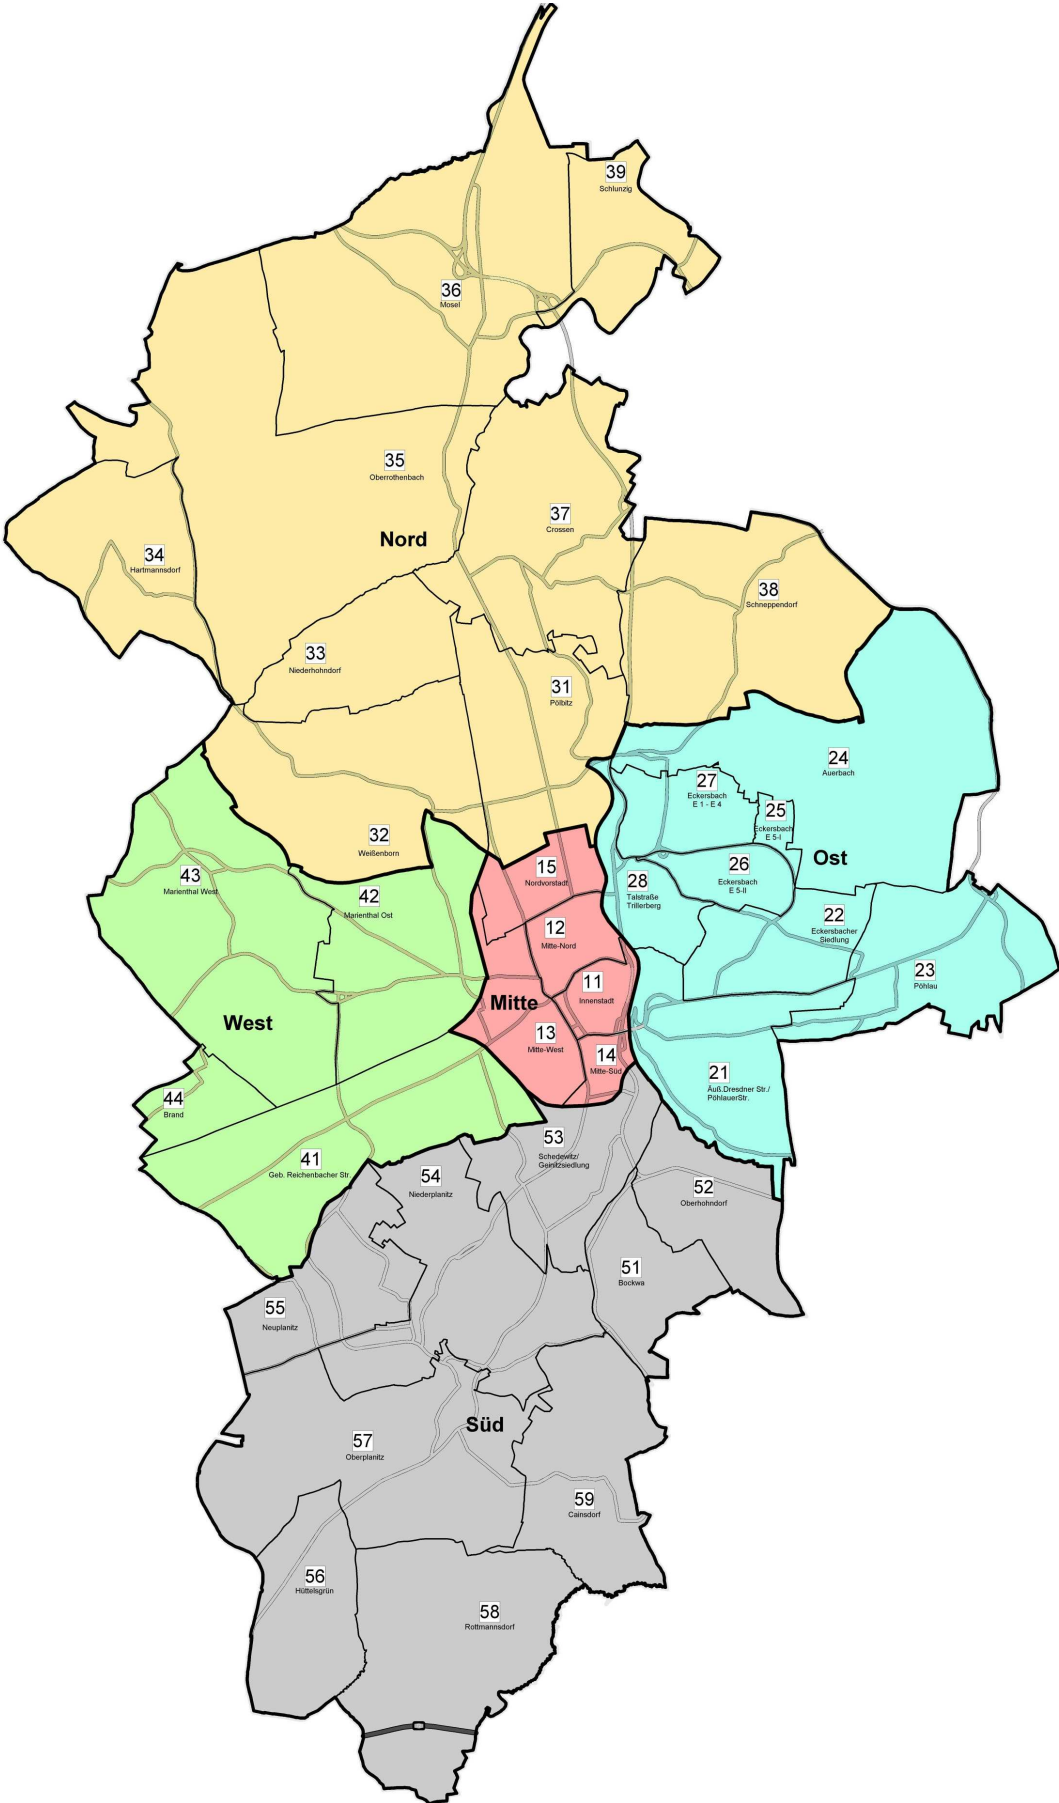 39
Schlunzig
36
Mosel
35
Oberrothenbach
37
Crossen
Nord
34
Hartmannsdorf
38
Schneppendorf
33
Niederhohndorf
31
Pölbitz
24
Auerbach
27
Eckersbach
E 1 - E 4
25
Eckersbach
E 5-I
32
Weißenborn
Ost
15
Nordvorstadt
26
Eckersbach
E 5-II
43
Marienthal West
42
Marienthal Ost
28
Talstraße
Trillerberg
22
Eckersbacher
Siedlung
12
Mitte-Nord
23
Pöhlau
11
Innenstadt
Mitte
West
13
Mitte-West
14
Mitte-Süd
21
Äuß.Dresdner Str./
PöhlauerStr.
44
Brand
53
Schedewitz/
Geinitzsiedlung
41
Geb. Reichenbacher Str.
54
Niederplanitz
52
Oberhohndorf
51
Bockwa
55
Neuplanitz
Süd
57
Oberplanitz
59
Cainsdorf
56
Hüttelsgrün
58
Rottmannsdorf